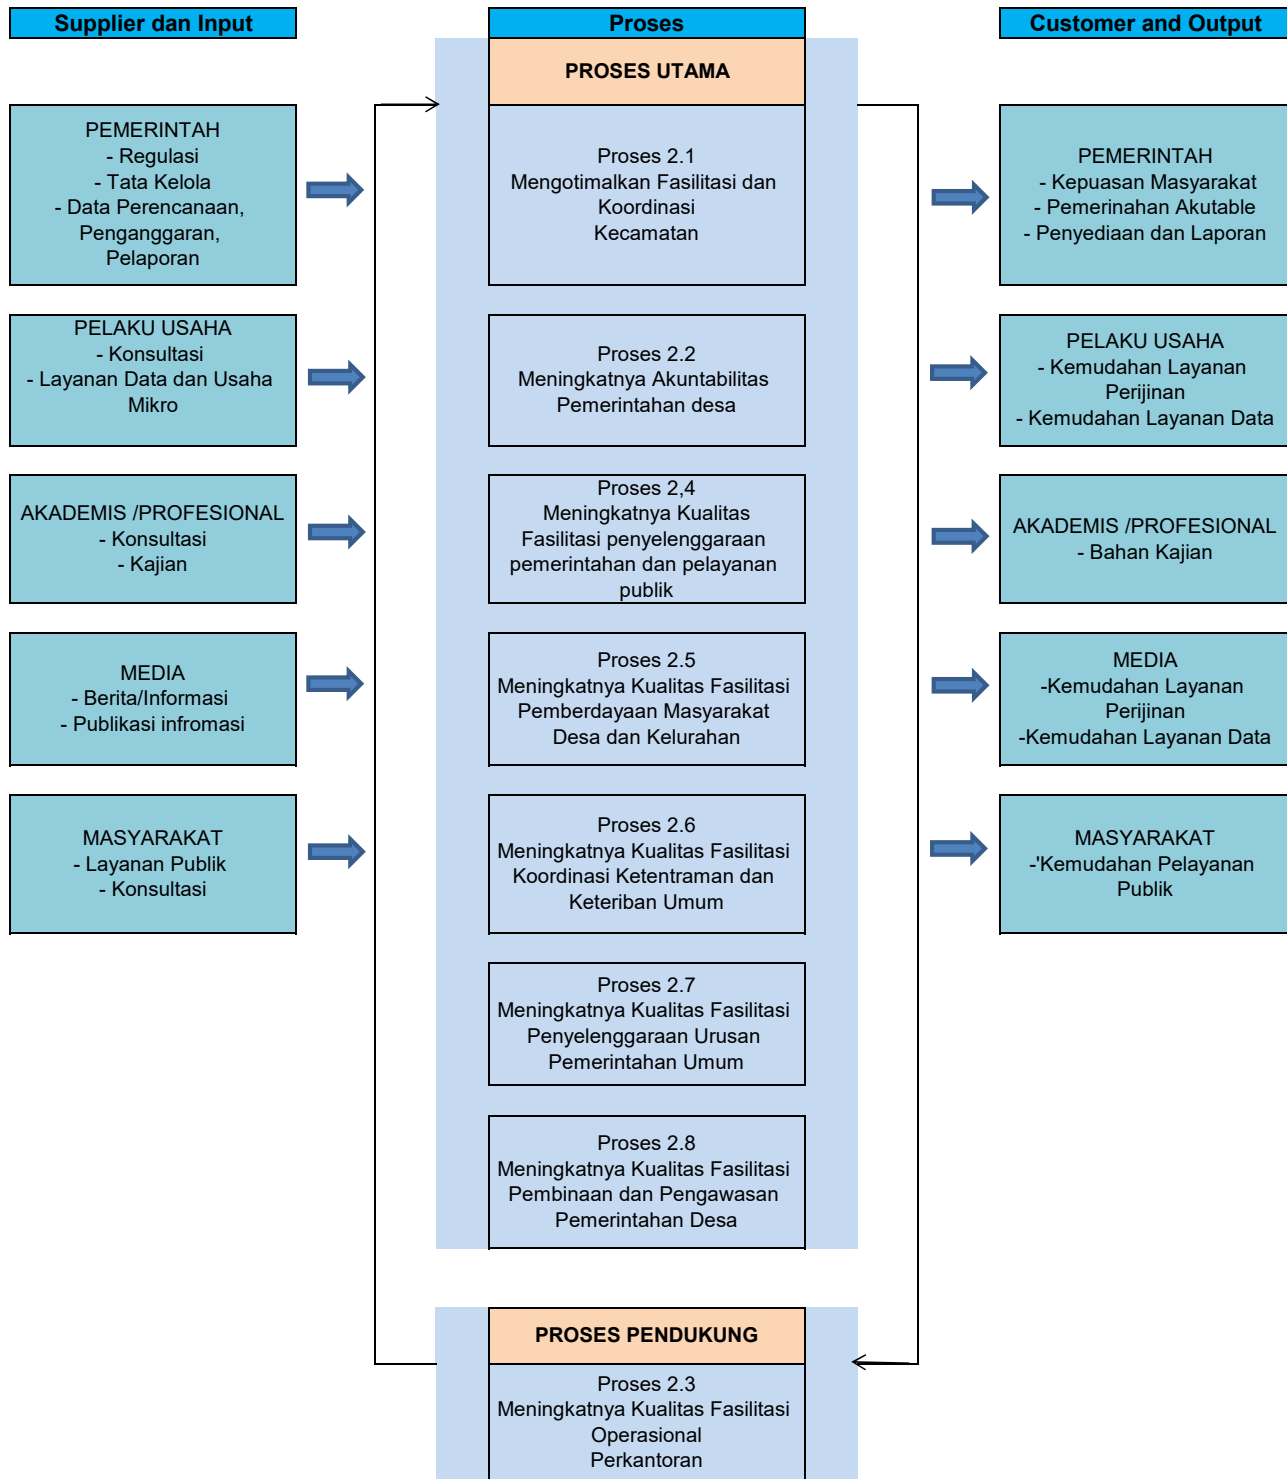 Supplier dan Input
PEMERINTAH
- Regulasi
- Tata Kelola
- Data Perencanaan,
Penganggaran,
Pelaporan
PELAKU USAHA
- Konsultasi
- Layanan Data dan Usaha
Mikro
AKADEMIS /PROFESIONAL
- Konsultasi
- Kajian
MEDIA
- Berita/Informasi
- Publikasi infromasi
MASYARAKAT
- Layanan Publik
- Konsultasi
Proses
PROSES UTAMA
Proses 2.1
Mengotimalkan Fasilitasi dan
Koordinasi
Kecamatan
Proses 2.2
Meningkatnya Akuntabilitas
Pemerintahan desa
Proses 2,4
Meningkatnya Kualitas
Fasilitasi penyelenggaraan
pemerintahan dan pelayanan
publik
Proses 2.5
Meningkatnya Kualitas Fasilitasi
Pemberdayaan Masyarakat
Desa dan Kelurahan
Proses 2.6
Meningkatnya Kualitas Fasilitasi
Koordinasi Ketentraman dan
Keteriban Umum
Proses 2.7
Meningkatnya Kualitas Fasilitasi
Penyelenggaraan Urusan
Pemerintahan Umum
Proses 2.8
Meningkatnya Kualitas Fasilitasi
Pembinaan dan Pengawasan
Pemerintahan Desa
PROSES PENDUKUNG
Proses 2.3
Meningkatnya Kualitas Fasilitasi
Operasional
Perkantoran
Customer and Output
PEMERINTAH
- Kepuasan Masyarakat
- Pemerinahan Akutable
- Penyediaan dan Laporan
PELAKU USAHA
- Kemudahan Layanan
Perijinan
- Kemudahan Layanan Data
AKADEMIS /PROFESIONAL
- Bahan Kajian
MEDIA
-Kemudahan Layanan
Perijinan
-Kemudahan Layanan Data
MASYARAKAT
-'Kemudahan Pelayanan
Publik